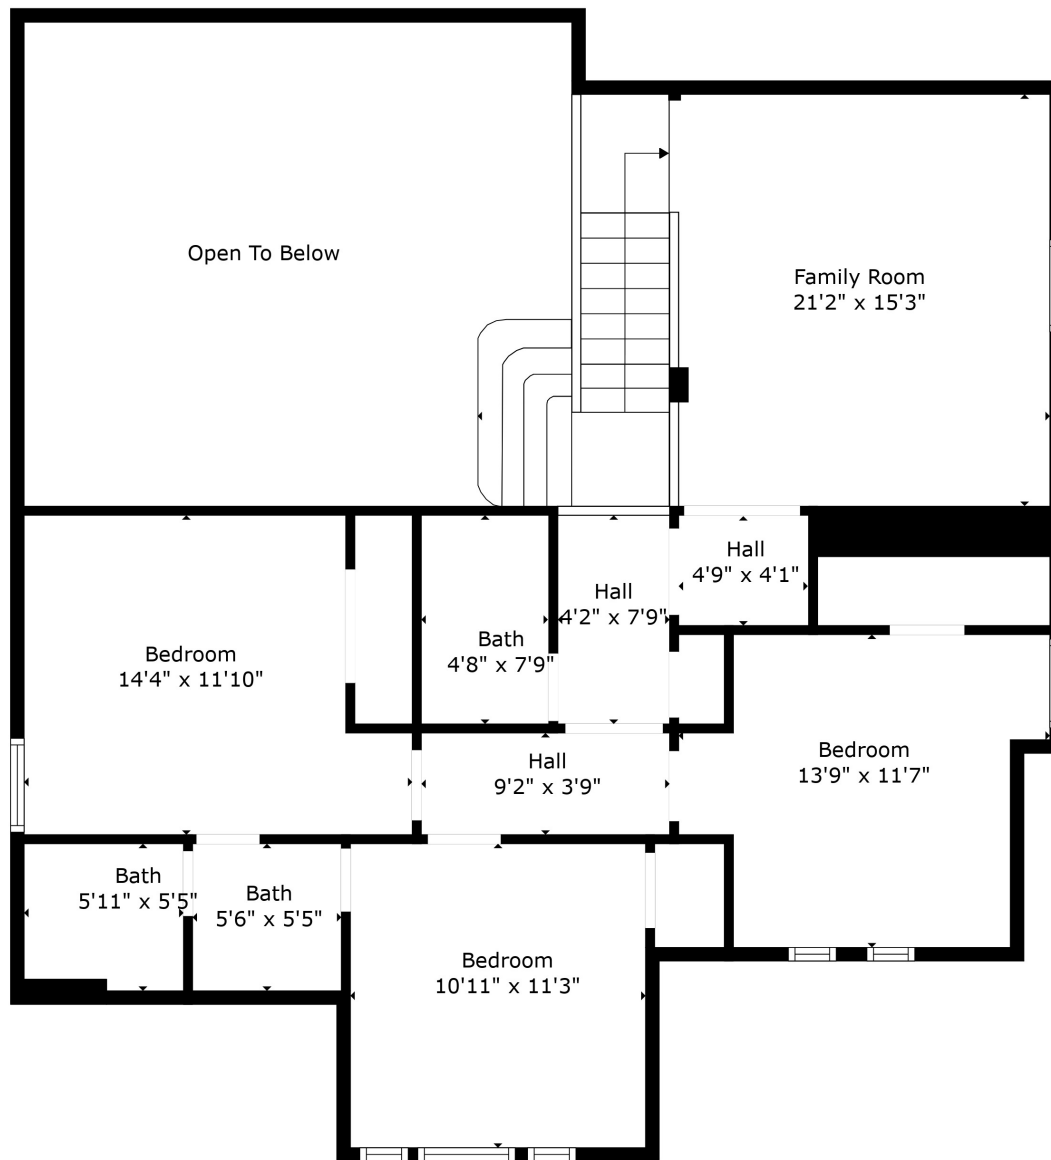 Open To Below
Family Room
21'2" x 15'3"
Hall
4'9" x 4'1"
Hall
4'2" x 7'9"
Bath
4'8" x 7'9"
Bedroom
14'4" x 11'10"
Bedroom
13'9" x 11'7"
Hall
9'2" x 3'9"
Bath
5'11" x 5'5"
Bath
5'6" x 5'5"
Bedroom
10'11" x 11'3"